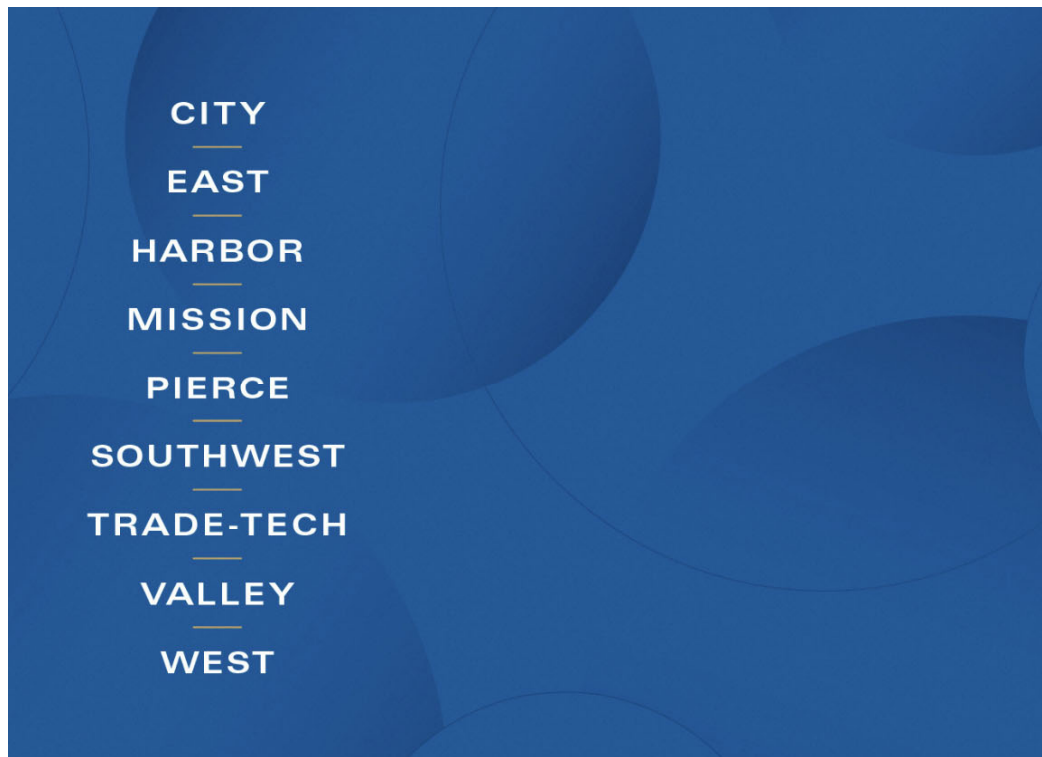 CITY
EAST
HARBOR
MISSION
PIERCE
SOUTHWEST
TRADE-TECH
VALLEY
WEST